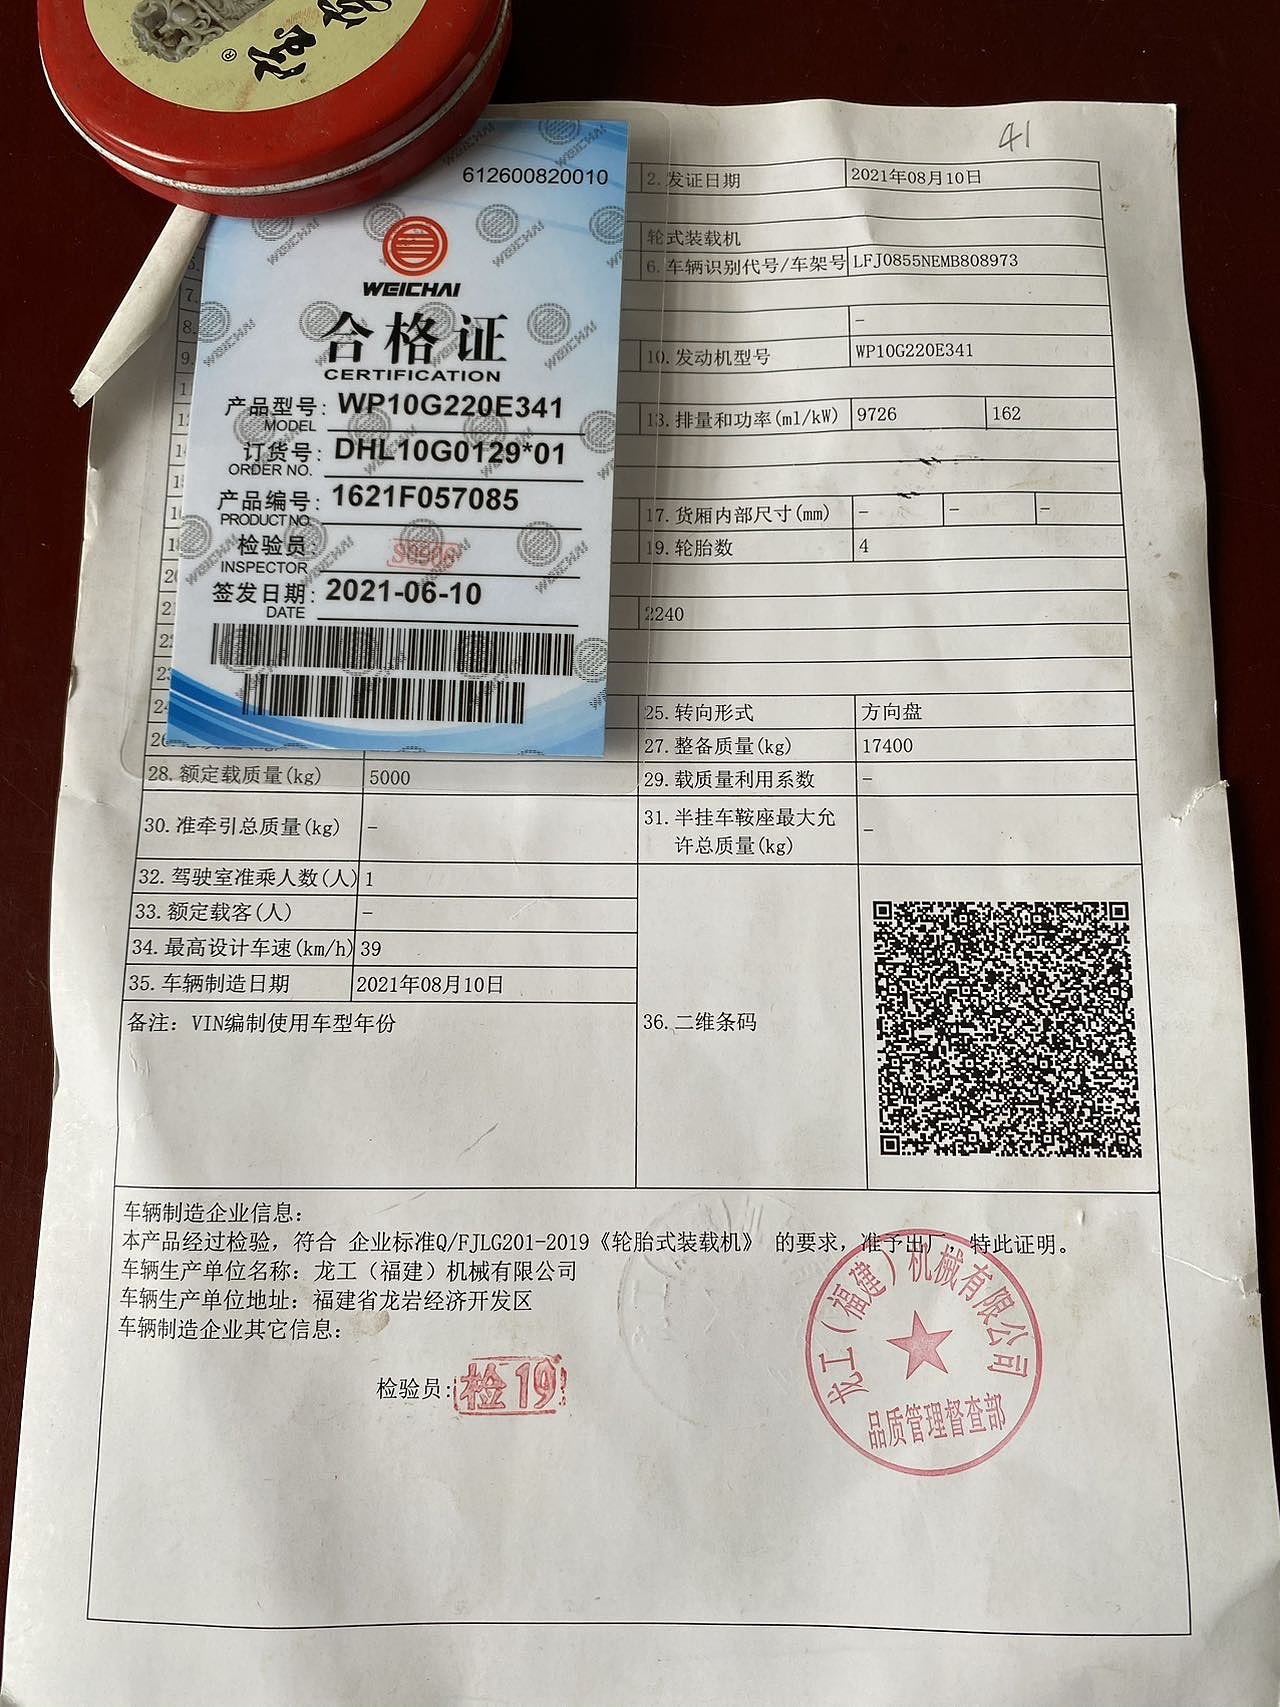 41
612600820010
WEICHAI
合格证
CERTIFICATION
产品型号: WP10G220E341
MODEL
订货号: DHL10G0129*01
ORDER NO.
产品编号: 1621F057085
PRODUCT NO.
检验员:
INSPECTOR
签发日期: 2021-06-10
DATE
2.发证日期 2021年08月10日
轮式装载机
6.车辆识别代号/车架号 LFJ0855NEMB808973
7.
8. -
9. 10.发动机型号 WP10G220E341
13.排量和功率(ml/kW) 9726 162
17.货厢内部尺寸(mm) - - -
19.轮胎数 4
20
21 2240
22
23
24 25.转向形式 方向盘
26 27.整备质量(kg) 17400
28.额定载质量(kg) 5000 29.载质量利用系数 -
30.准牵引总质量(kg) - 31.半挂车鞍座最大允
许总质量(kg) -
32.驾驶室准乘人数(人) 1
33.额定载客(人) -
34.最高设计车速(km/h) 39
35.车辆制造日期 2021年08月10日
备注：VIN编制使用车型年份 36.二维条码
车辆制造企业信息：
本产品经过检验，符合 企业标准Q/FJLG201-2019《轮胎式装载机》 的要求，准予出厂 特此证明。
车辆生产单位名称：龙工（福建）机械有限公司
车辆生产单位地址：福建省龙岩经济开发区
车辆制造企业其它信息：
检验员: 检19
龙工（福建）机械有限公司
品质管理督查部